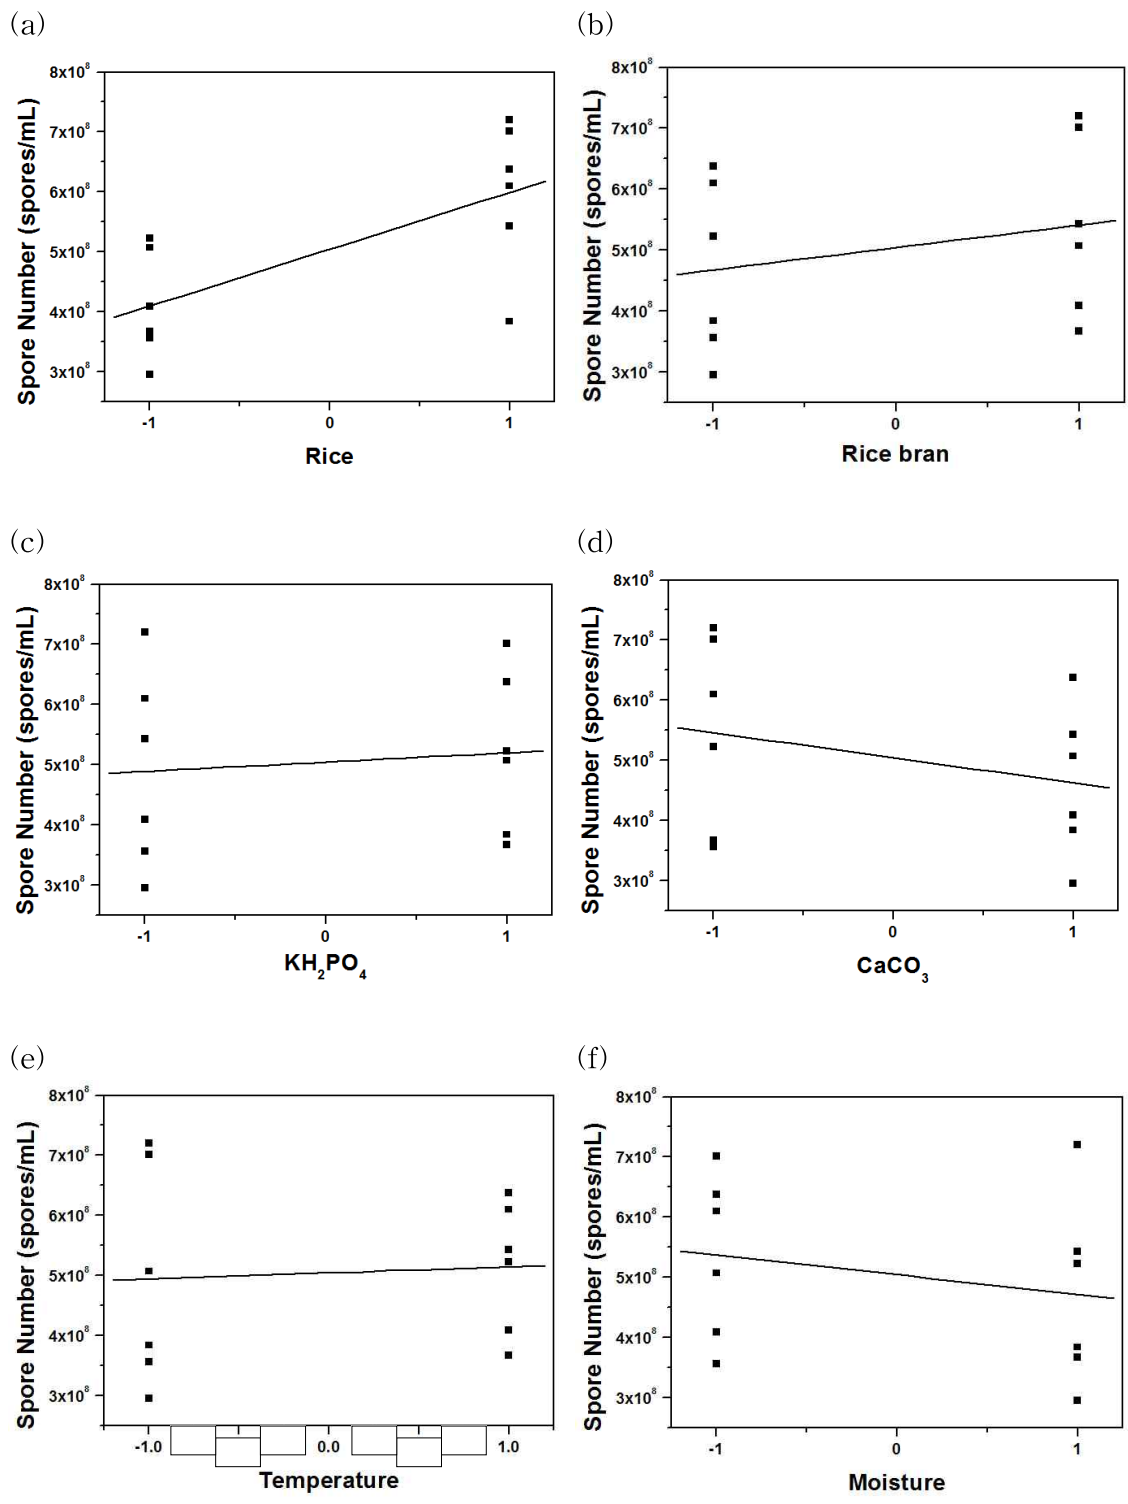 (a)
(b)
Spore Number (spores/mL)
8x10⁸
7x10⁸
6x10⁸
5x10⁸
4x10⁸
3x10⁸
-1 0 1
Rice
Spore Number (spores/mL)
8x10⁸
7x10⁸
6x10⁸
5x10⁸
4x10⁸
3x10⁸
-1 0 1
Rice bran
(c)
(d)
Spore Number (spores/mL)
8x10⁸
7x10⁸
6x10⁸
5x10⁸
4x10⁸
3x10⁸
-1 0 1
KH₂PO₄
Spore Number (spores/mL)
8x10⁸
7x10⁸
6x10⁸
5x10⁸
4x10⁸
3x10⁸
-1 0 1
CaCO₃
(e)
(f)
Spore Number (spores/mL)
8x10⁸
7x10⁸
6x10⁸
5x10⁸
4x10⁸
3x10⁸
-1.0 0.0 1.0
Temperature
Spore Number (spores/mL)
8x10⁸
7x10⁸
6x10⁸
5x10⁸
4x10⁸
3x10⁸
-1 0 1
Moisture